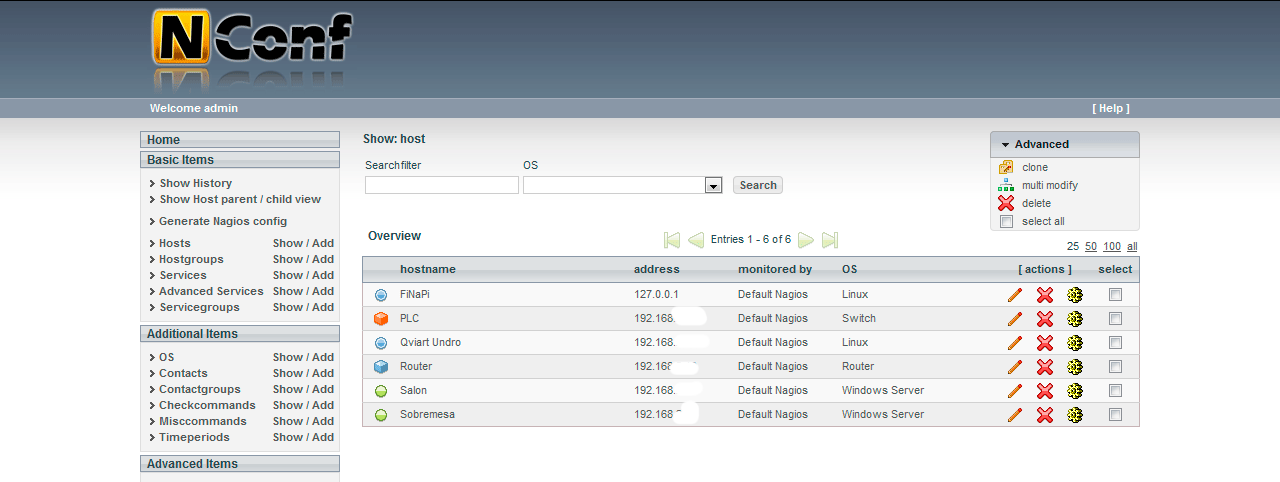 NConf
Welcome admin [ Help ]
Home
Basic Items
Show History
Show Host parent / child view
Generate Nagios config
Hosts Show / Add
Hostgroups Show / Add
Services Show / Add
Advanced Services Show / Add
Servicegroups Show / Add
Additional Items
OS Show / Add
Contacts Show / Add
Contactgroups Show / Add
Checkcommands Show / Add
Misccommands Show / Add
Timeperiods Show / Add
Advanced Items
Show: host
Searchfilter OS
Search
Advanced
clone
multi modify
delete
select all
Overview Entries 1 - 6 of 6
25 50 100 all
hostname address monitored by OS [ actions ] select
FiNaPi 127.0.0.1 Default Nagios Linux
PLC 192.168. Default Nagios Switch
Qviart Undro 192.168. Default Nagios Linux
Router 192.168 Default Nagios Router
Salon 192.168. Default Nagios Windows Server
Sobremesa 192.168 Default Nagios Windows Server